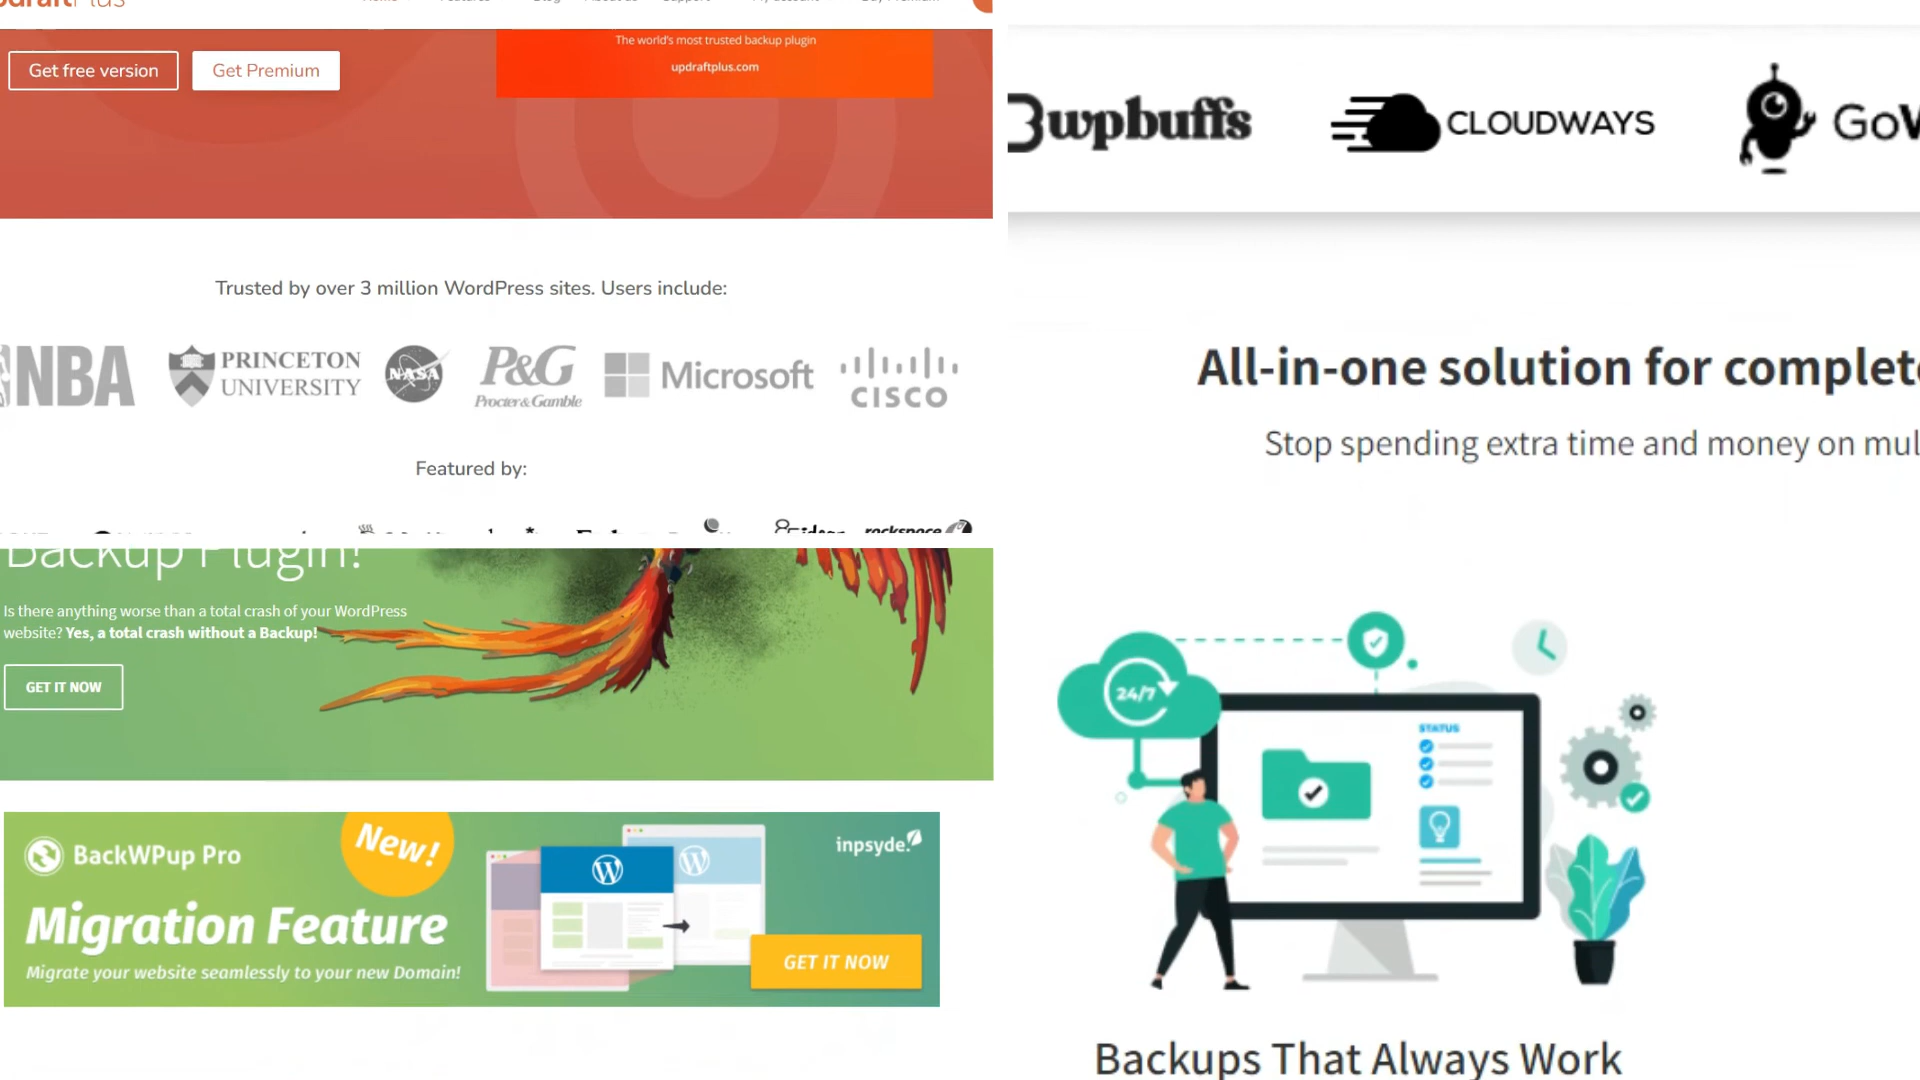 Get free version
Get Premium
The world's most trusted backup plugin
updraftplus.com
Trusted by over 3 million WordPress sites. Users include:
NBA
PRINCETON UNIVERSITY
NASA
P&G
Procter & Gamble
Microsoft
CISCO
Featured by:
rackspace
Backup Plugin!
Is there anything worse than a total crash of your WordPress
website? Yes, a total crash without a Backup!
GET IT NOW
BackWPup Pro
New!
inpsyde
Migration Feature
Migrate your website seamlessly to your new Domain!
GET IT NOW
wpbuffs
CLOUDWAYS
All-in-one solution for complete
Stop spending extra time and money on
24/7
STATUS
Backups That Always Work